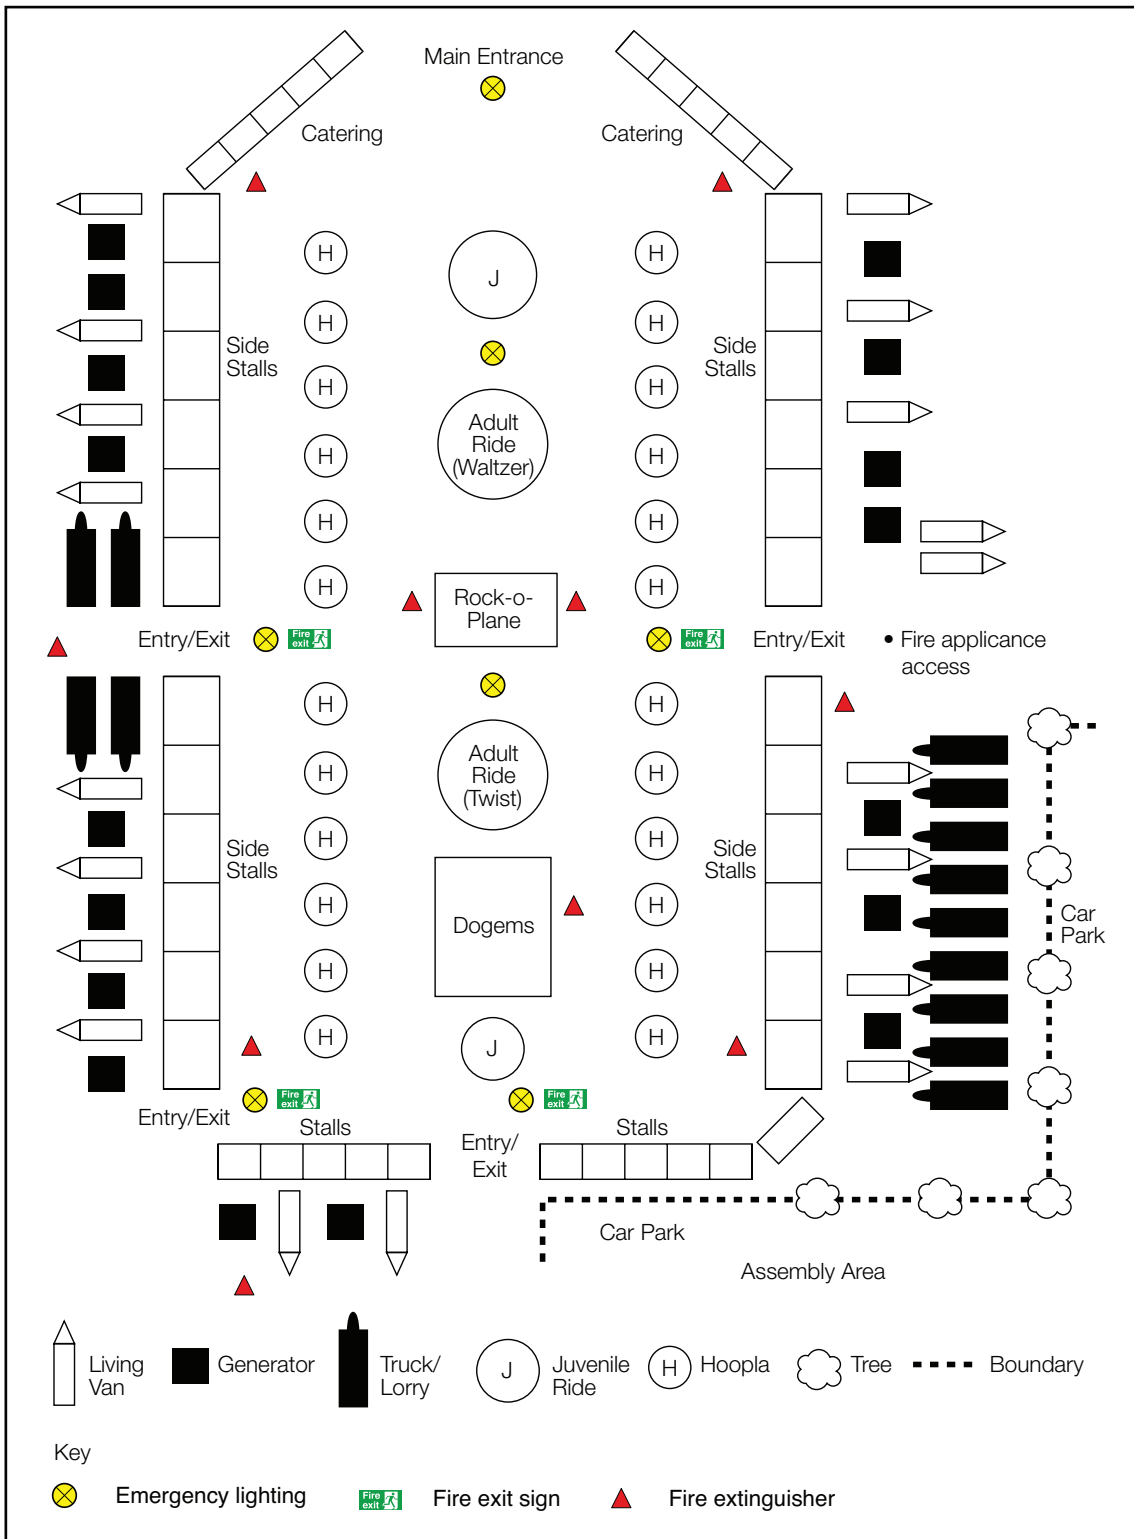 Main Entrance
Catering
Catering
H
J
H
H
H
Side
Stalls
Side
Stalls
H
H
Adult
Ride
(Waltzer)
H
H
H
H
H
Rock-o-
Plane
H
Entry/Exit
Fire
exit
Fire
exit
Entry/Exit
• Fire applicance
access
H
H
H
Adult
Ride
(Twist)
H
H
Side
Stalls
Side
Stalls
H
H
Dogems
H
Car
Park
H
H
H
J
H
Fire
exit
Fire
exit
Entry/Exit
Stalls
Entry/
Exit
Stalls
Car Park
Assembly Area
Living
Van
Generator
Truck/
Lorry
J
Juvenile
Ride
H
Hoopla
Tree
Boundary
Key
Emergency lighting
Fire
exit
Fire exit sign
Fire extinguisher